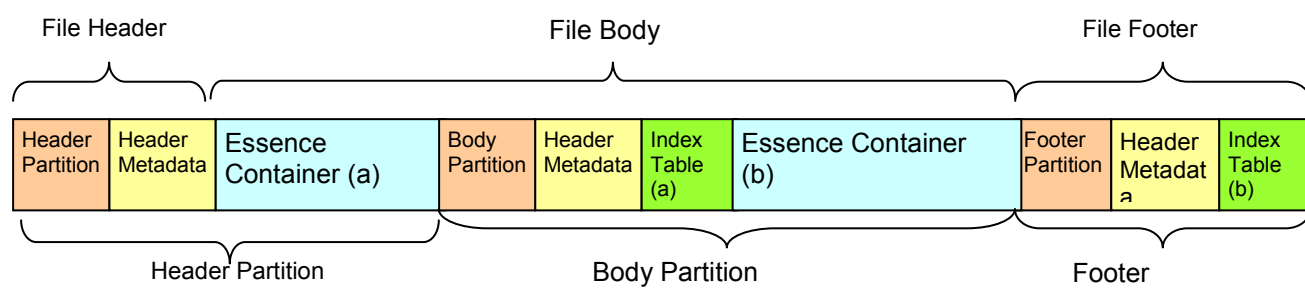 File Header
File Body
File Footer
Header
Partition
Header
Metadata
Essence
Container (a)
Body
Partition
Header
Metadata
Index
Table
(a)
Essence Container
(b)
Footer
Partition
Header
Metadat
a
Index
Table
(b)
Header Partition
Body Partition
Footer